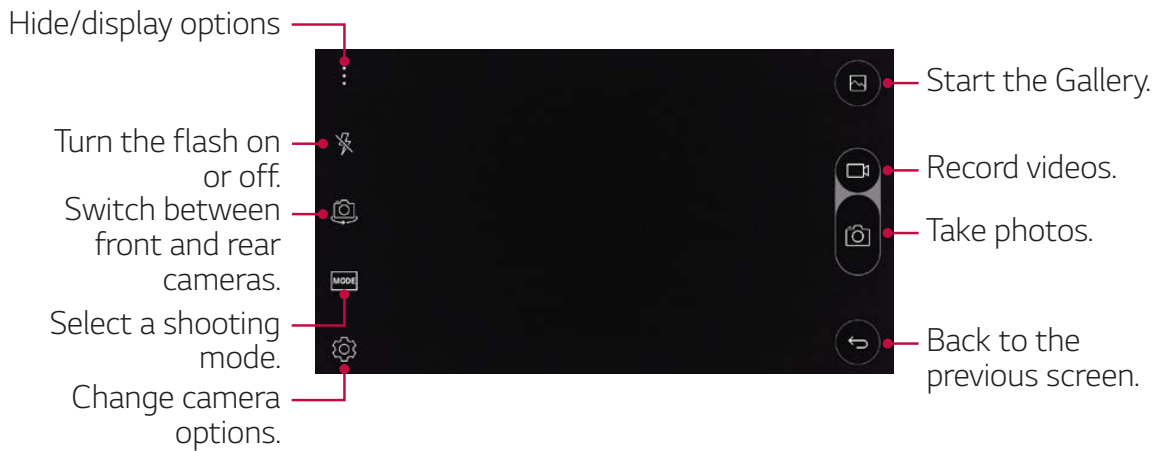 Hide/display options
Turn the flash on
or off.
Switch between
front and rear
cameras.
MODE
Select a shooting
mode.
Change camera
options.
Start the Gallery.
Record videos.
Take photos.
Back to the
previous screen.